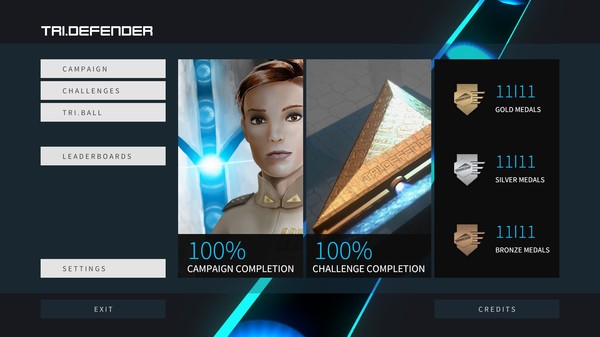 TRI.DEFENDER
CAMPAIGN
CHALLENGES
TRI.BALL
LEADERBOARDS
SETTINGS
EXIT
100%
CAMPAIGN COMPLETION
100%
CHALLENGE COMPLETION
11|11
GOLD MEDALS
11|11
SILVER MEDALS
11|11
BRONZE MEDALS
CREDITS